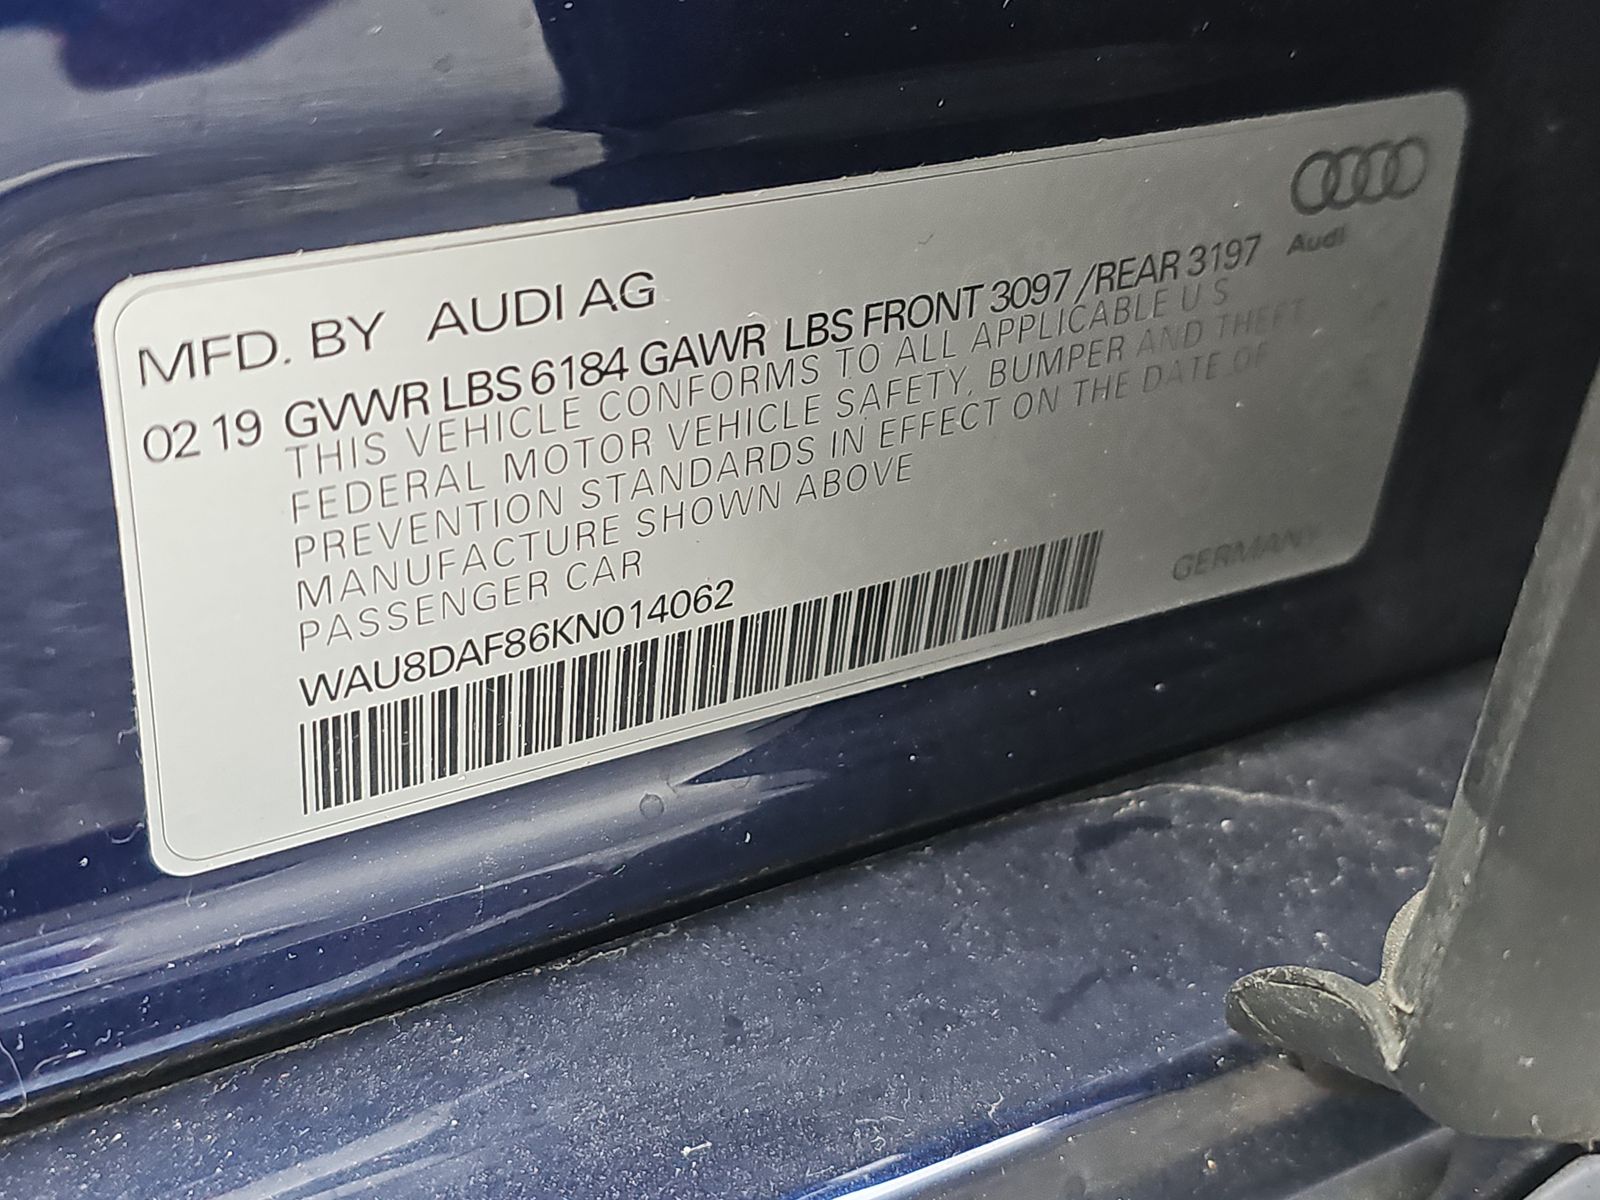 Audi
MFD. BY AUDI AG
02 19 GVWR LBS 6184 GAWR LBS FRONT 3097 /REAR 3197
THIS VEHICLE CONFORMS TO ALL APPLICABLE U S
FEDERAL MOTOR VEHICLE SAFETY, BUMPER AND THEFT
PREVENTION STANDARDS IN EFFECT ON THE DATE OF
MANUFACTURE SHOWN ABOVE
PASSENGER CAR
GERMANY
WAU8DAF86KN014062